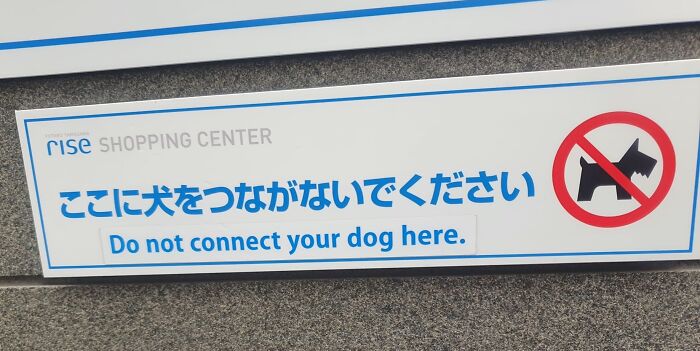 rise SHOPPING CENTER
ここに犬をつながないでください
Do not connect your dog here.